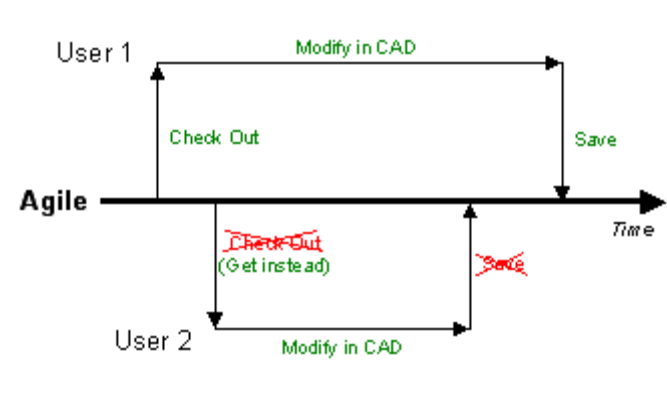 User 1
Modify in CAD
Check Out
Save
Agile
Time
Check Out
(Get instead)
Save
User 2
Modify in CAD